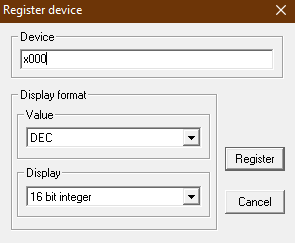 Register device
Device
x000
Display format
Value
DEC
Register
Display
16 bit integer
Cancel